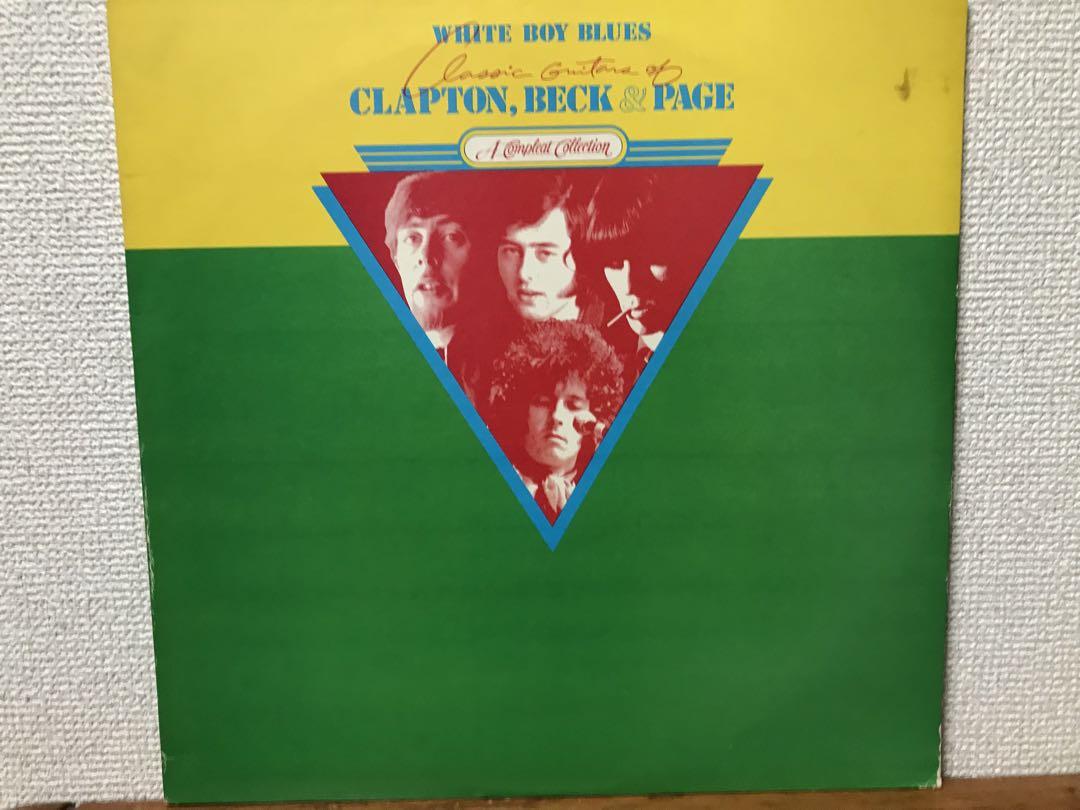 WHITE BOY BLUES
Classic Guitars of
CLAPTON, BECK & PAGE
A Compleat Collection